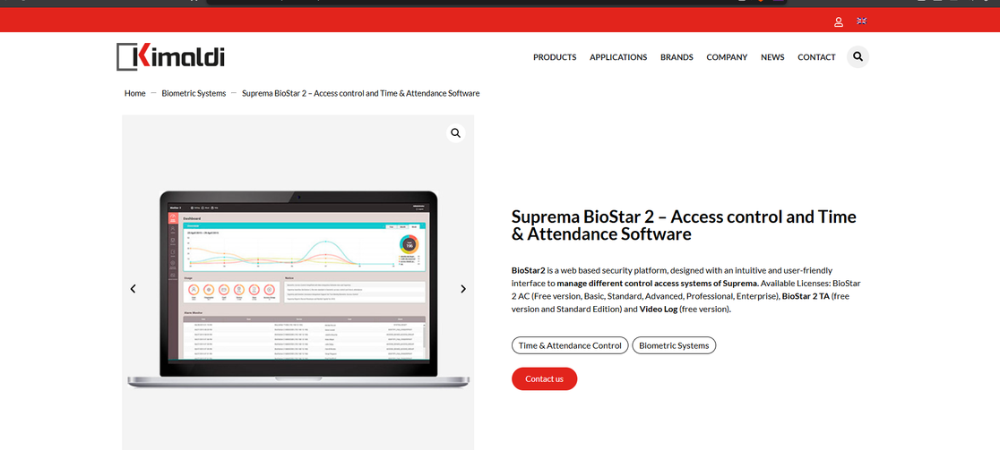 Kimaldi
PRODUCTS APPLICATIONS BRANDS COMPANY NEWS CONTACT
Home — Biometric Systems — Suprema BioStar 2 – Access control and Time & Attendance Software
Dashboard
Usage
Notice
Alarm Monitor
Suprema BioStar 2 – Access control and Time
& Attendance Software
BioStar2 is a web based security platform, designed with an intuitive and user-friendly
interface to manage different control access systems of Suprema. Available Licenses: BioStar
2 AC (Free version, Basic, Standard, Advanced, Professional, Enterprise), BioStar 2 TA (free
version and Standard Edition) and Video Log (free version).
Time & Attendance Control Biometric Systems
Contact us